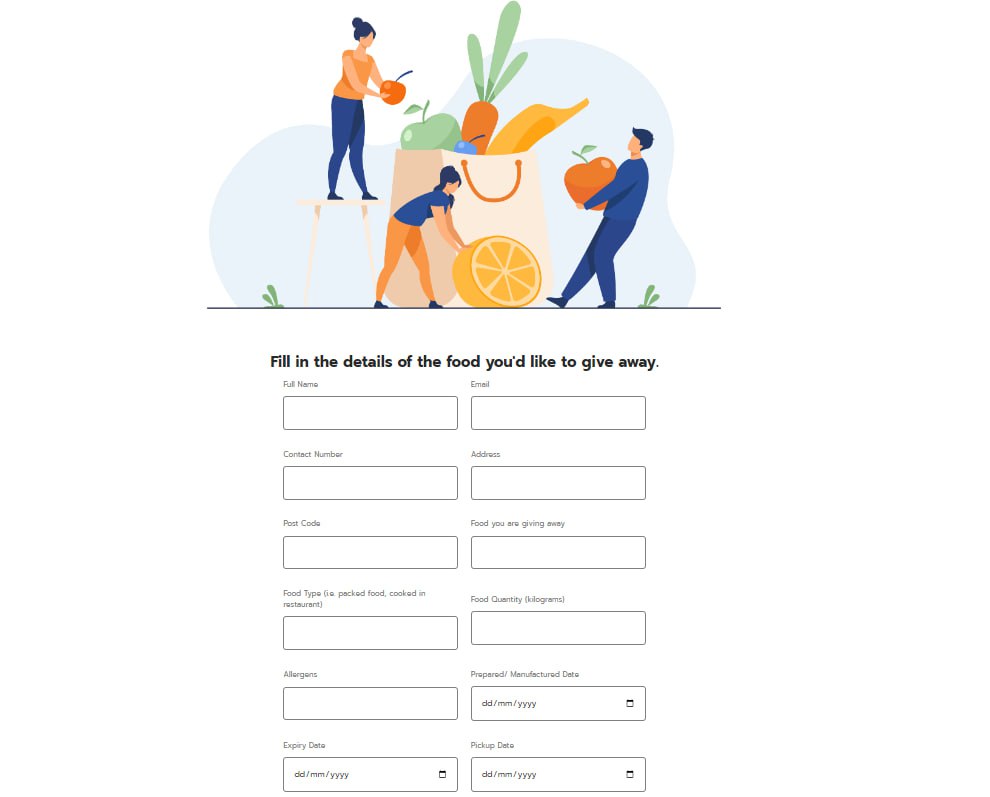 Fill in the details of the food you'd like to give away.
Full Name
Email
Contact Number
Address
Post Code
Food you are giving away
Food Type (i.e. packed food, cooked in
restaurant)
Food Quantity (kilograms)
Allergens
Prepared/ Manufactured Date
dd/mm/yyyy
Expiry Date
Pickup Date
dd/mm/yyyy
dd/mm/yyyy